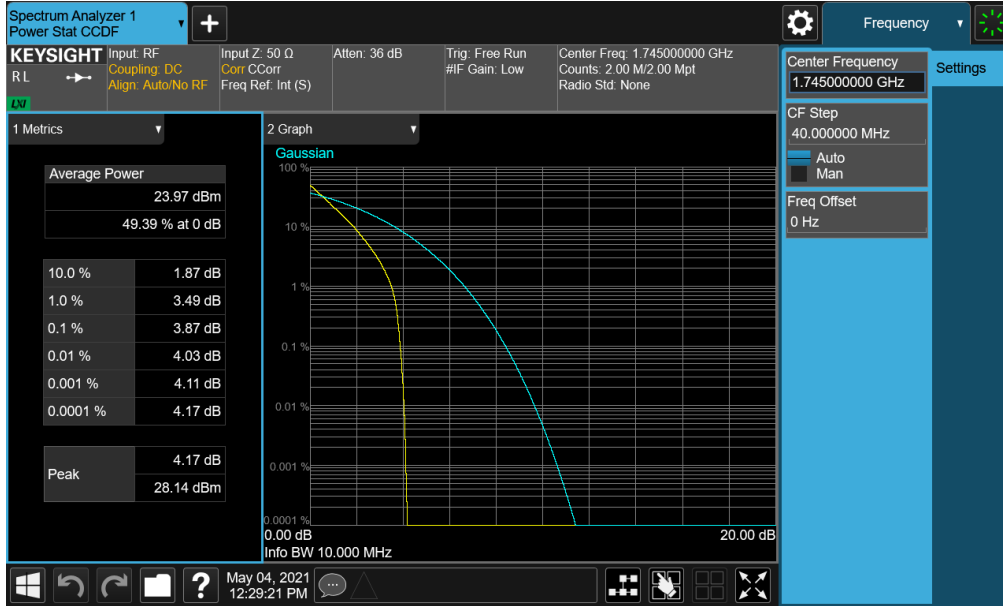 Spectrum Analyzer 1
Power Stat CCDF
Frequency
KEYSIGHT
RL
LXI
Input: RF
Coupling: DC
Align: Auto/No RF
Input Z: 50 Ω
Corr CCorr
Freq Ref: Int (S)
Atten: 36 dB
Trig: Free Run
#IF Gain: Low
Center Freq: 1.745000000 GHz
Counts: 2.00 M/2.00 Mpt
Radio Std: None
Center Frequency
1.745000000 GHz
Settings
CF Step
40.000000 MHz
Auto
Man
Freq Offset
0 Hz
1 Metrics
Average Power
23.97 dBm
49.39 % at 0 dB
10.0 % 1.87 dB
1.0 % 3.49 dB
0.1 % 3.87 dB
0.01 % 4.03 dB
0.001 % 4.11 dB
0.0001 % 4.17 dB
Peak
4.17 dB
28.14 dBm
2 Graph
Gaussian
100 %
10 %
1 %
0.1 %
0.01 %
0.001 %
0.0001 %
0.00 dB 20.00 dB
Info BW 10.000 MHz
?
May 04, 2021
12:29:21 PM